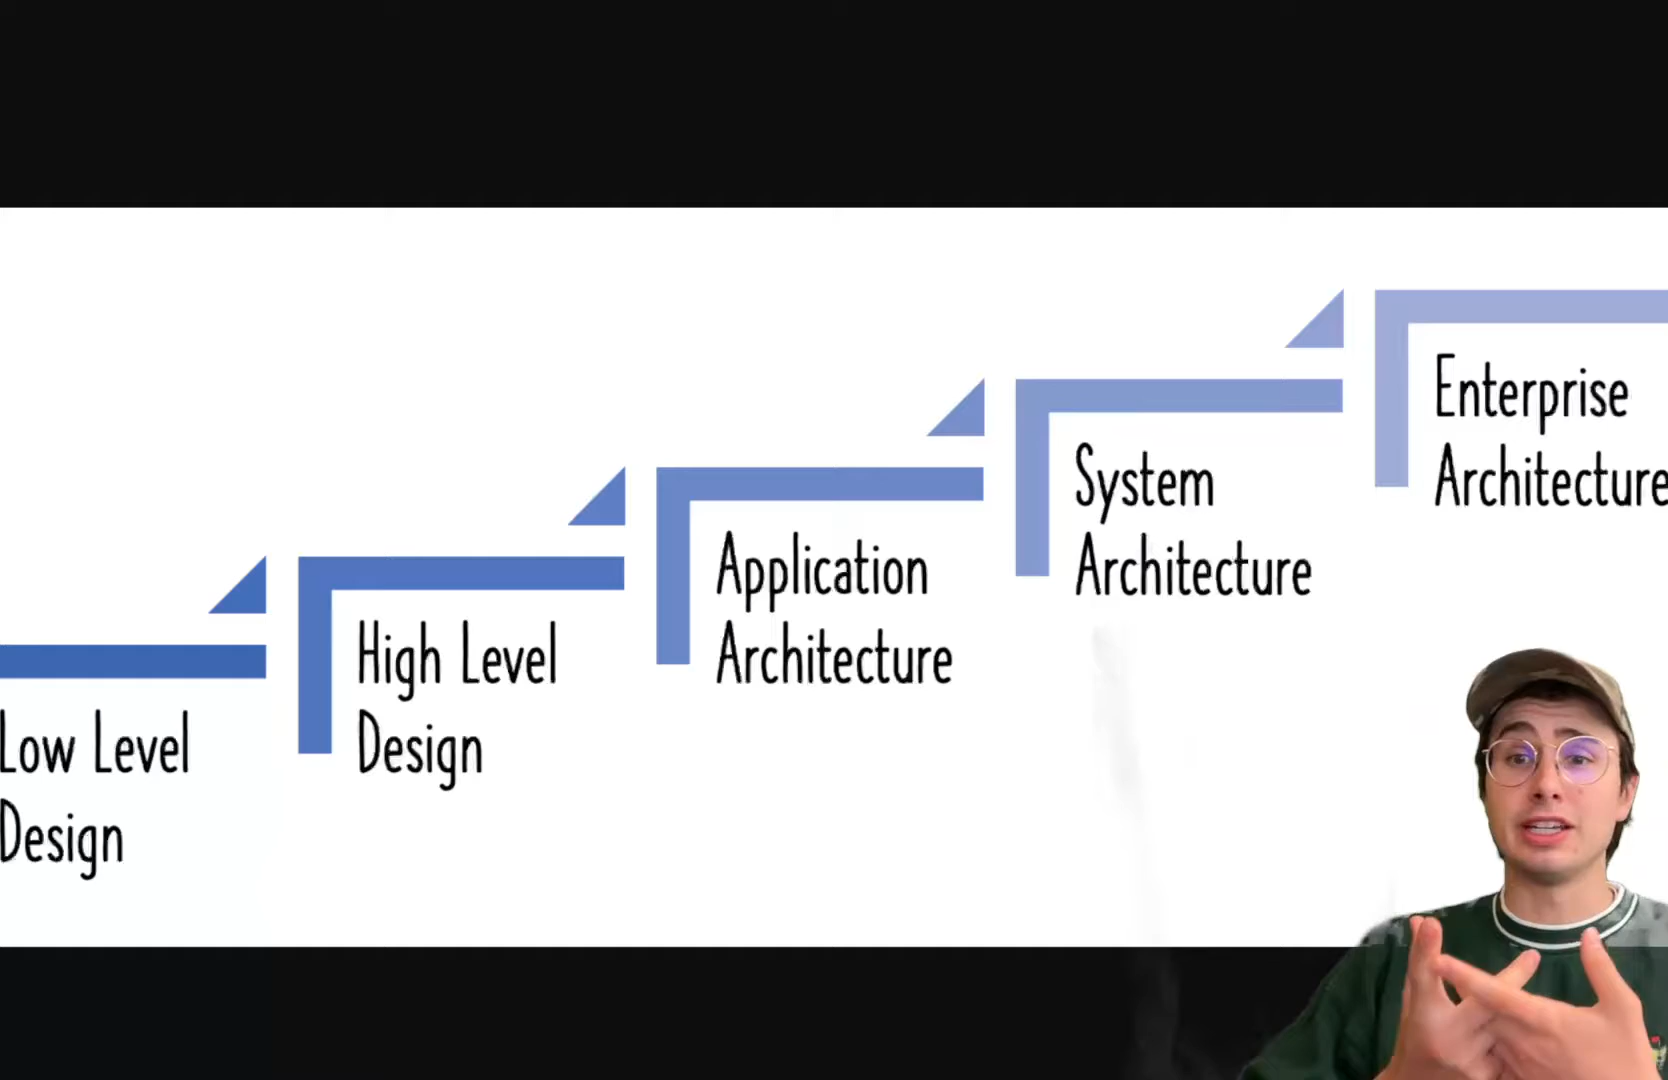 Low Level
Design
High Level
Design
Application
Architecture
System
Architecture
Enterprise
Architecture